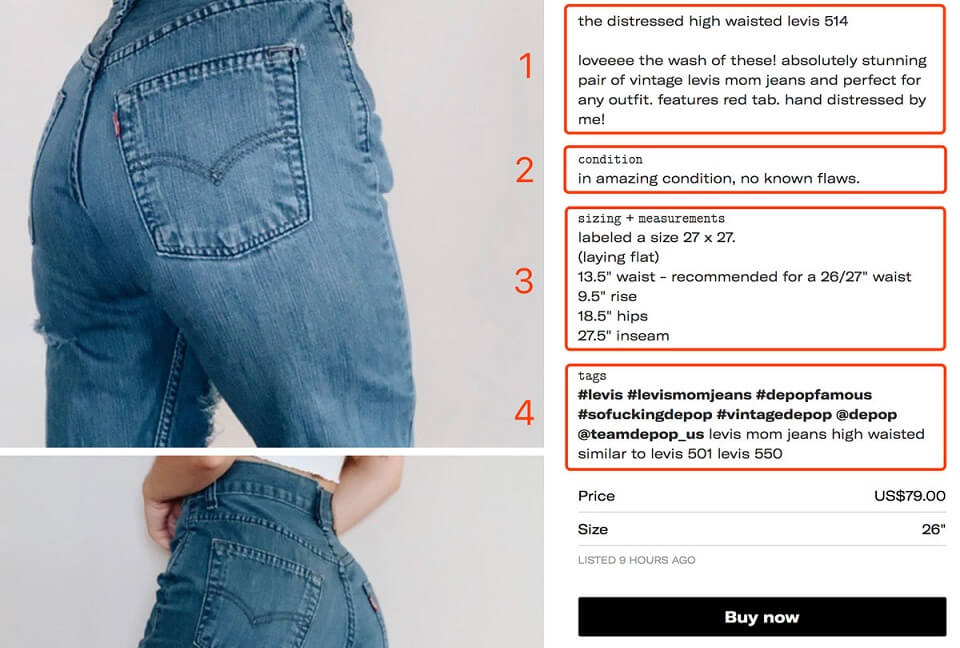 1
the distressed high waisted levis 514
loveeee the wash of these! absolutely stunning
pair of vintage levis mom jeans and perfect for
any outfit. features red tab. hand distressed by
me!
2
condition
in amazing condition, no known flaws.
3
sizing + measurements
labeled a size 27 x 27.
(laying flat)
13.5" waist - recommended for a 26/27" waist
9.5" rise
18.5" hips
27.5" inseam
4
tags
#levis #levismomjeans #depopfamous
#sofuckingdepop #vintagedepop @depop
@teamdepop_us levis mom jeans high waisted
similar to levis 501 levis 550
Price US$79.00
Size 26"
LISTED 9 HOURS AGO
Buy now